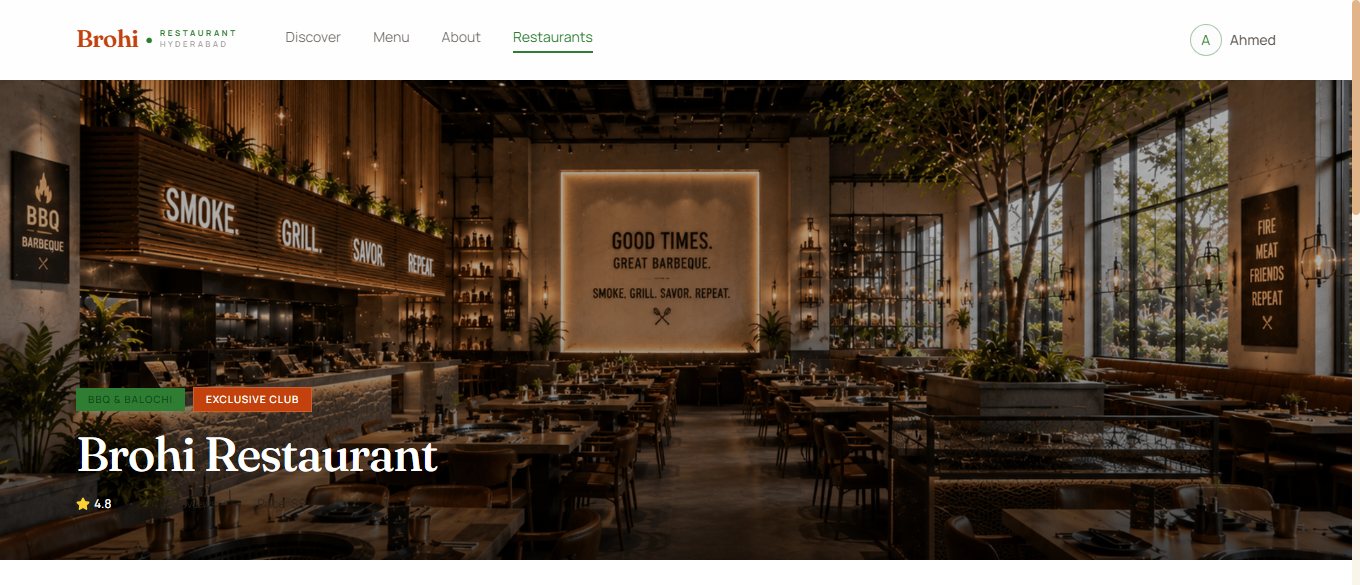 Brohi
RESTAURANT
HYDERABAD
Discover
Menu
About
Restaurants
A
Ahmed
BBQ
BARBEQUE
SMOKE.
GRILL.
SAVOR.
REPEAT.
GOOD TIMES.
GREAT BARBEQUE.
SMOKE. GRILL. SAVOR. REPEAT.
FIRE
MEAT
FRIENDS
REPEAT
BBQ & BALOCHI
EXCLUSIVE CLUB
Brohi Restaurant
4.8